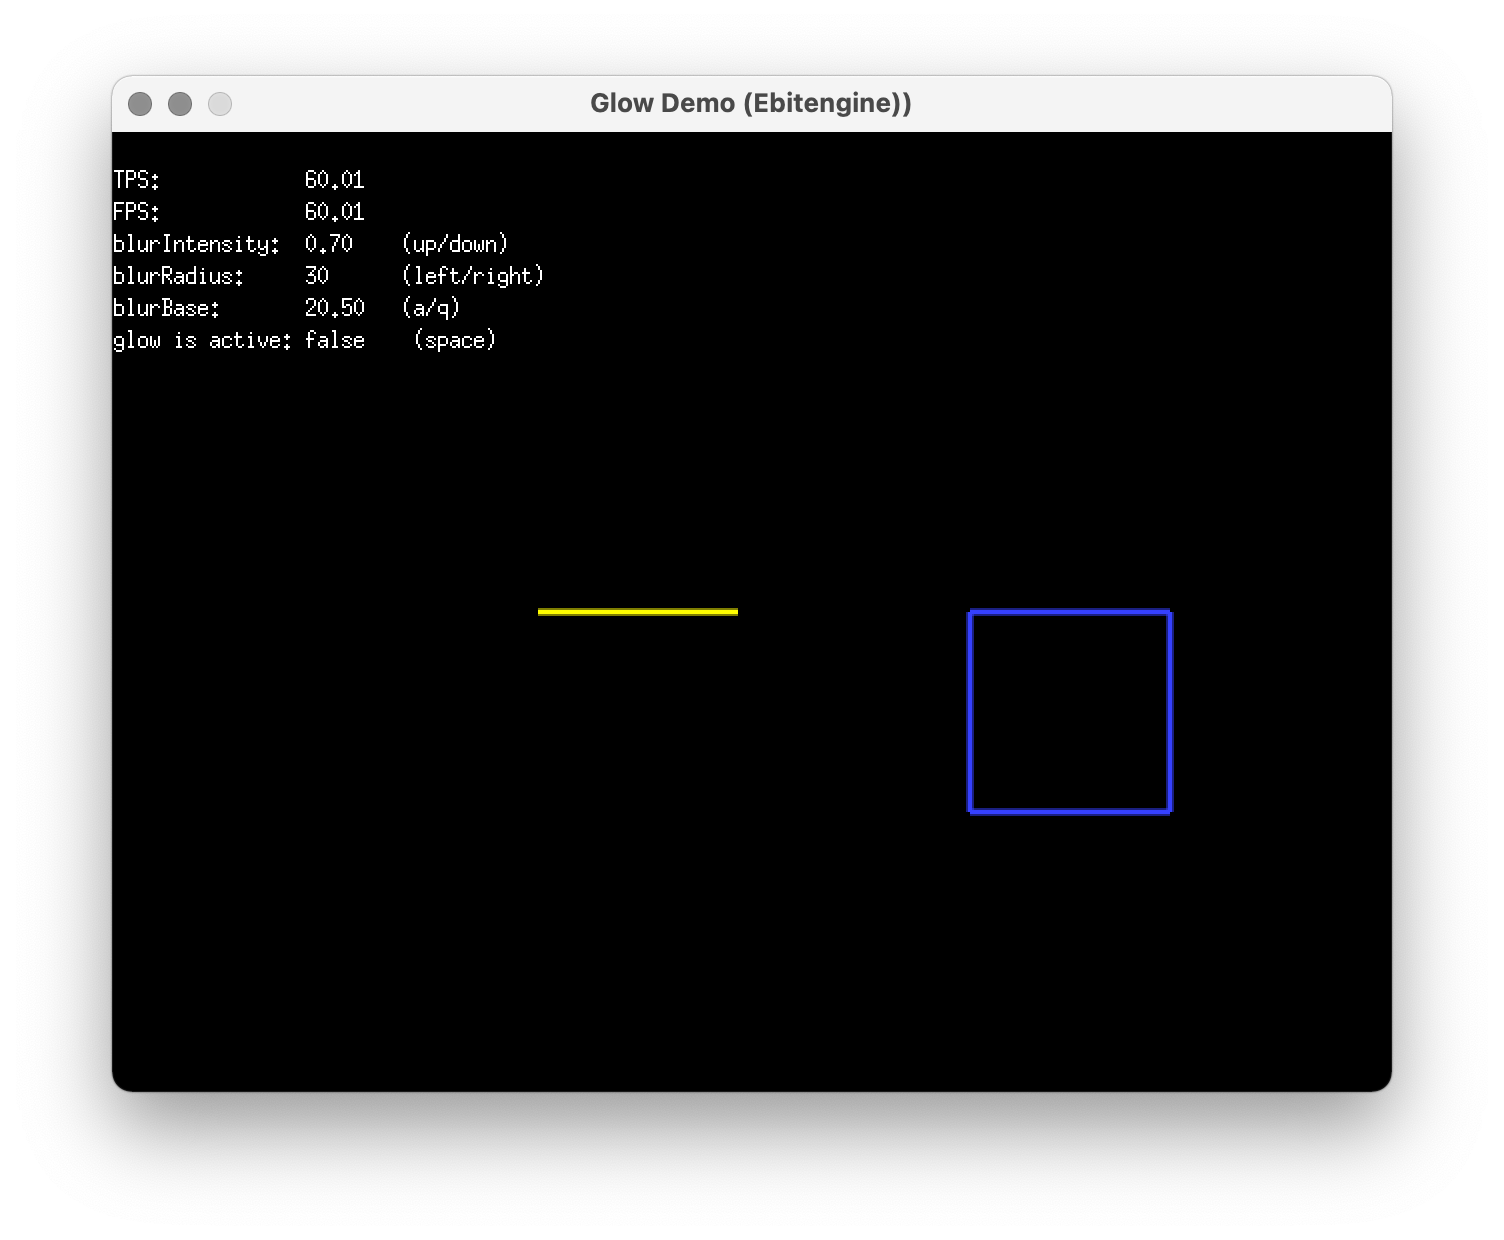 Glow Demo (Ebitengine))
TPS: 60.01
FPS: 60.01
blurIntensity: 0.70 (up/down)
blurRadius: 30 (left/right)
blurBase: 20.50 (a/q)
glow is active: false (space)